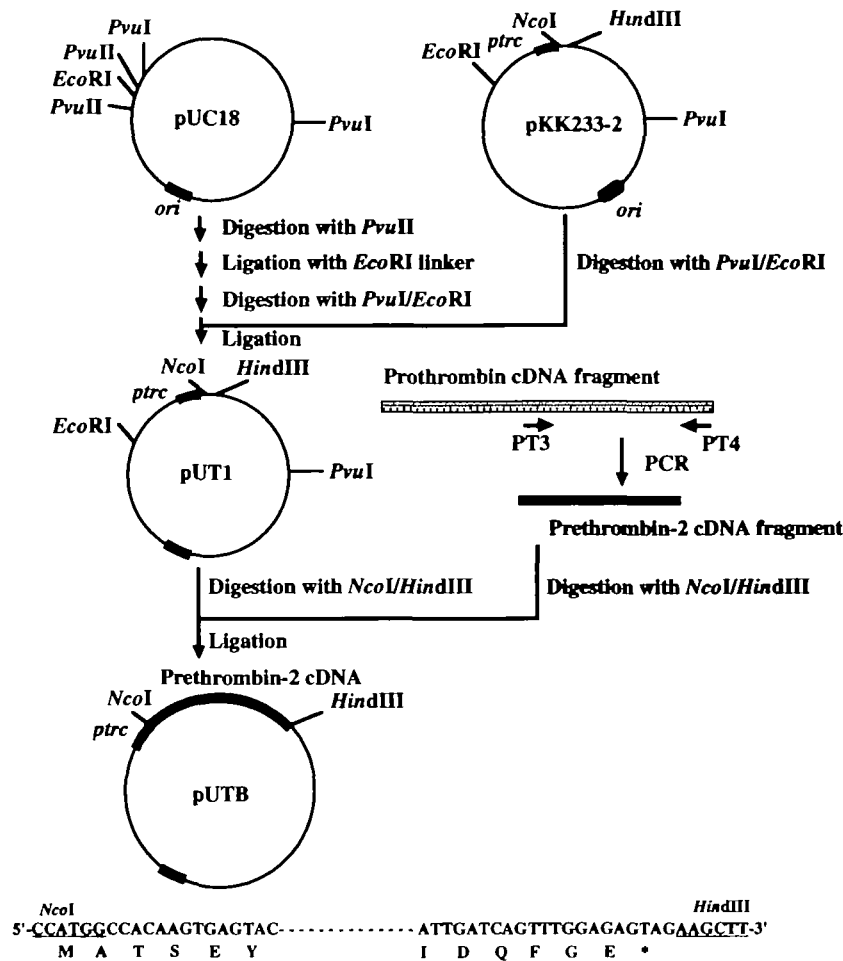 PvuI
PvuII
EcoRI
PvuII
pUC18
PvuI
ori
NcoI
HindIII
ptrc
EcoRI
pKK233-2
PvuI
ori
Digestion with PvuII
Ligation with EcoRI linker
Digestion with PvuI/EcoRI
Ligation
Digestion with PvuI/EcoRI
NcoI
HindIII
ptrc
EcoRI
pUT1
PvuI
Prothrombin cDNA fragment
PT3
PT4
PCR
Prethrombin-2 cDNA fragment
Digestion with NcoI/HindIII
Digestion with NcoI/HindIII
Ligation
Prethrombin-2 cDNA
NcoI
HindIII
ptrc
pUTB
NcoI
HindIII
5'-CCATGGCCACAAGTGAGTAC-------------ATTGATCAGTTTGGAGAGTAGAAGCTT-3'
M A T S E Y I D Q F G E *